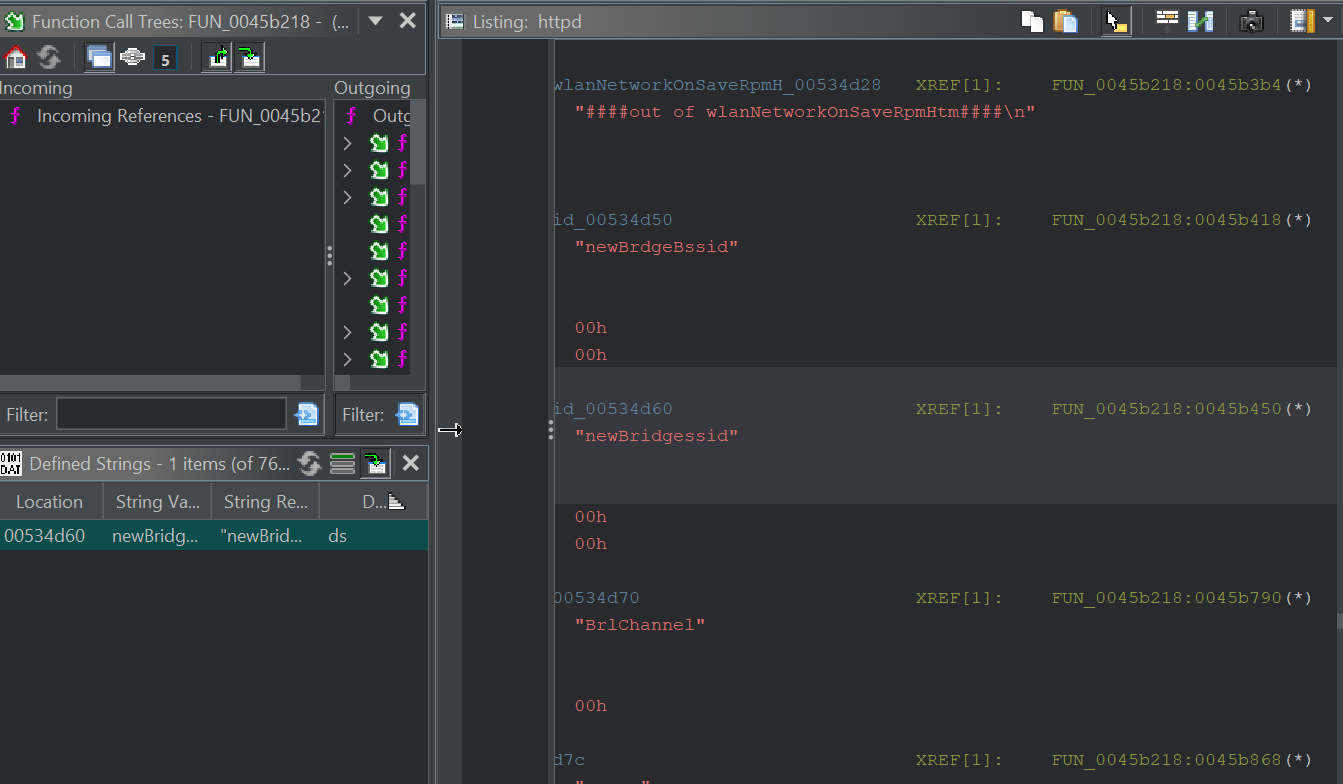 Function Call Trees: FUN_0045b218 - (...
5
Incoming
Incoming References - FUN_0045b2
Outgoing
Outg
Filter:
Filter:
Defined Strings - 1 items (of 76...
Location String Va... String Re... D...
00534d60 newBridg... "newBrid... ds
Listing: httpd
wlanNetworkOnSaveRpmH_00534d28 XREF[1]: FUN_0045b218:0045b3b4(*)
"####out of wlanNetworkOnSaveRpmHtm####\n"
id_00534d50 XREF[1]: FUN_0045b218:0045b418(*)
"newBrdgeBssid"
00h
00h
id_00534d60 XREF[1]: FUN_0045b218:0045b450(*)
"newBridgessid"
00h
00h
00534d70 XREF[1]: FUN_0045b218:0045b790(*)
"BrlChannel"
00h
d7c XREF[1]: FUN_0045b218:0045b868(*)